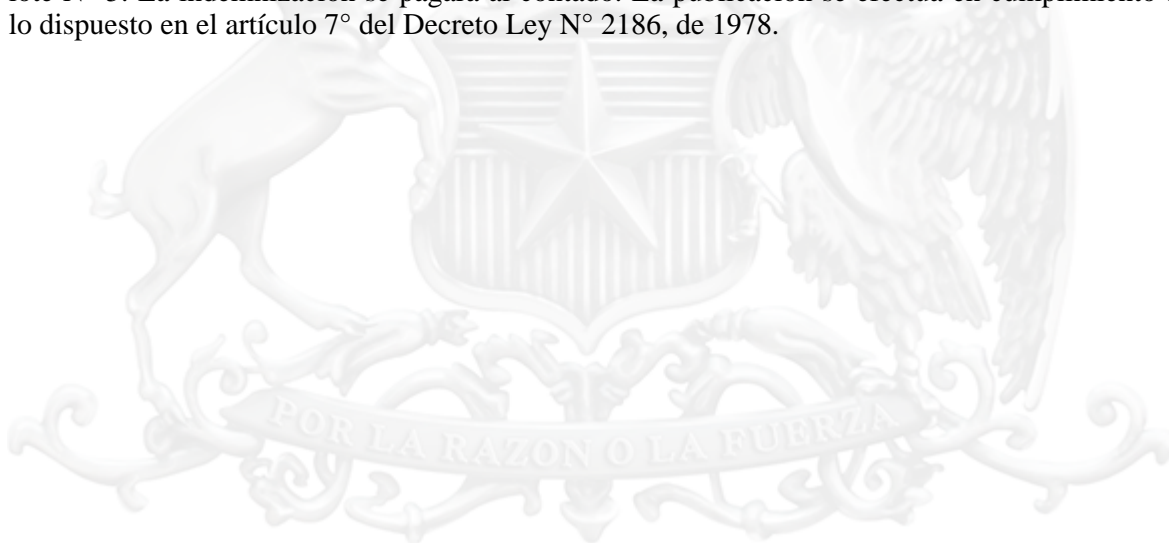 lote N° 3. La indemnización se pagará al contado. La publicación se efectúa en cumplimiento
lo dispuesto en el artículo 7° del Decreto Ley N° 2186, de 1978.
POR LA RAZON O LA FUERZA